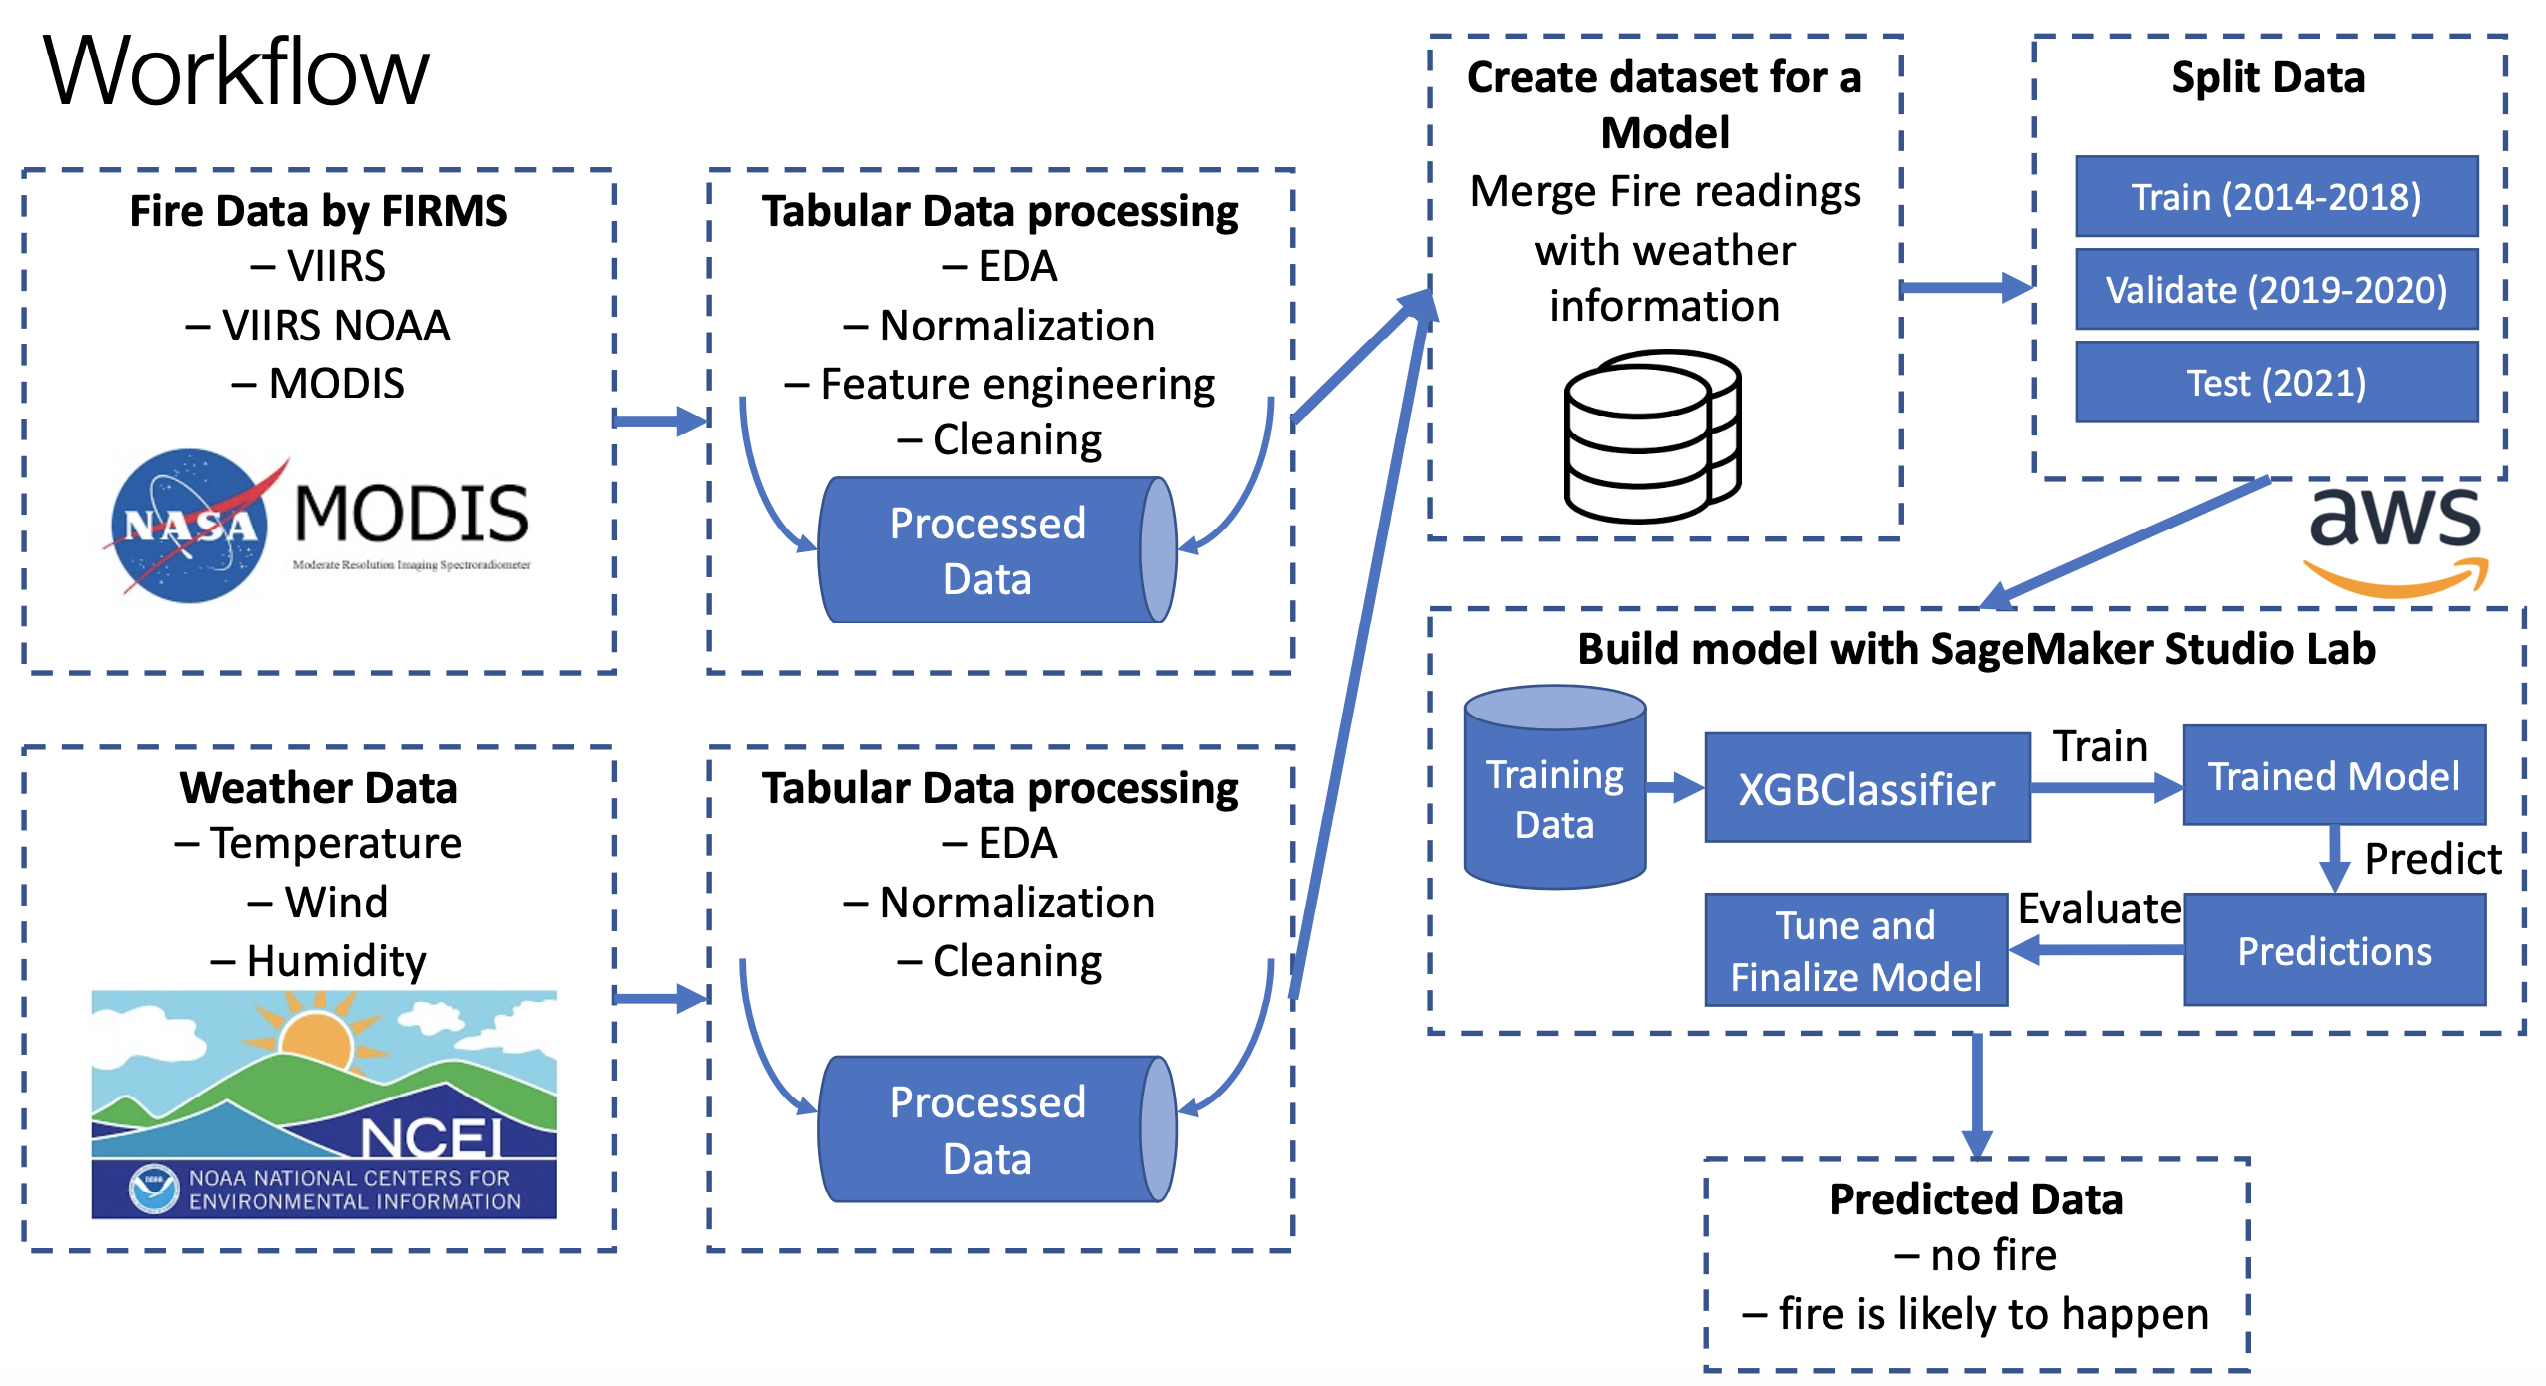 Workflow
Fire Data by FIRMS
– VIIRS
– VIIRS NOAA
– MODIS
NASA
MODIS
Moderate Resolution Imaging Spectroradiometer
Tabular Data processing
– EDA
– Normalization
– Feature engineering
– Cleaning
Processed
Data
Weather Data
– Temperature
– Wind
– Humidity
NCEI
NOAA
NOAA NATIONAL CENTERS FOR
ENVIRONMENTAL INFORMATION
Tabular Data processing
– EDA
– Normalization
– Cleaning
Processed
Data
Create dataset for a
Model
Merge Fire readings
with weather
information
Split Data
Train (2014-2018)
Validate (2019-2020)
Test (2021)
aws
Build model with SageMaker Studio Lab
Training
Data
XGBClassifier
Train
Trained Model
Predict
Predictions
Evaluate
Tune and
Finalize Model
Predicted Data
– no fire
– fire is likely to happen